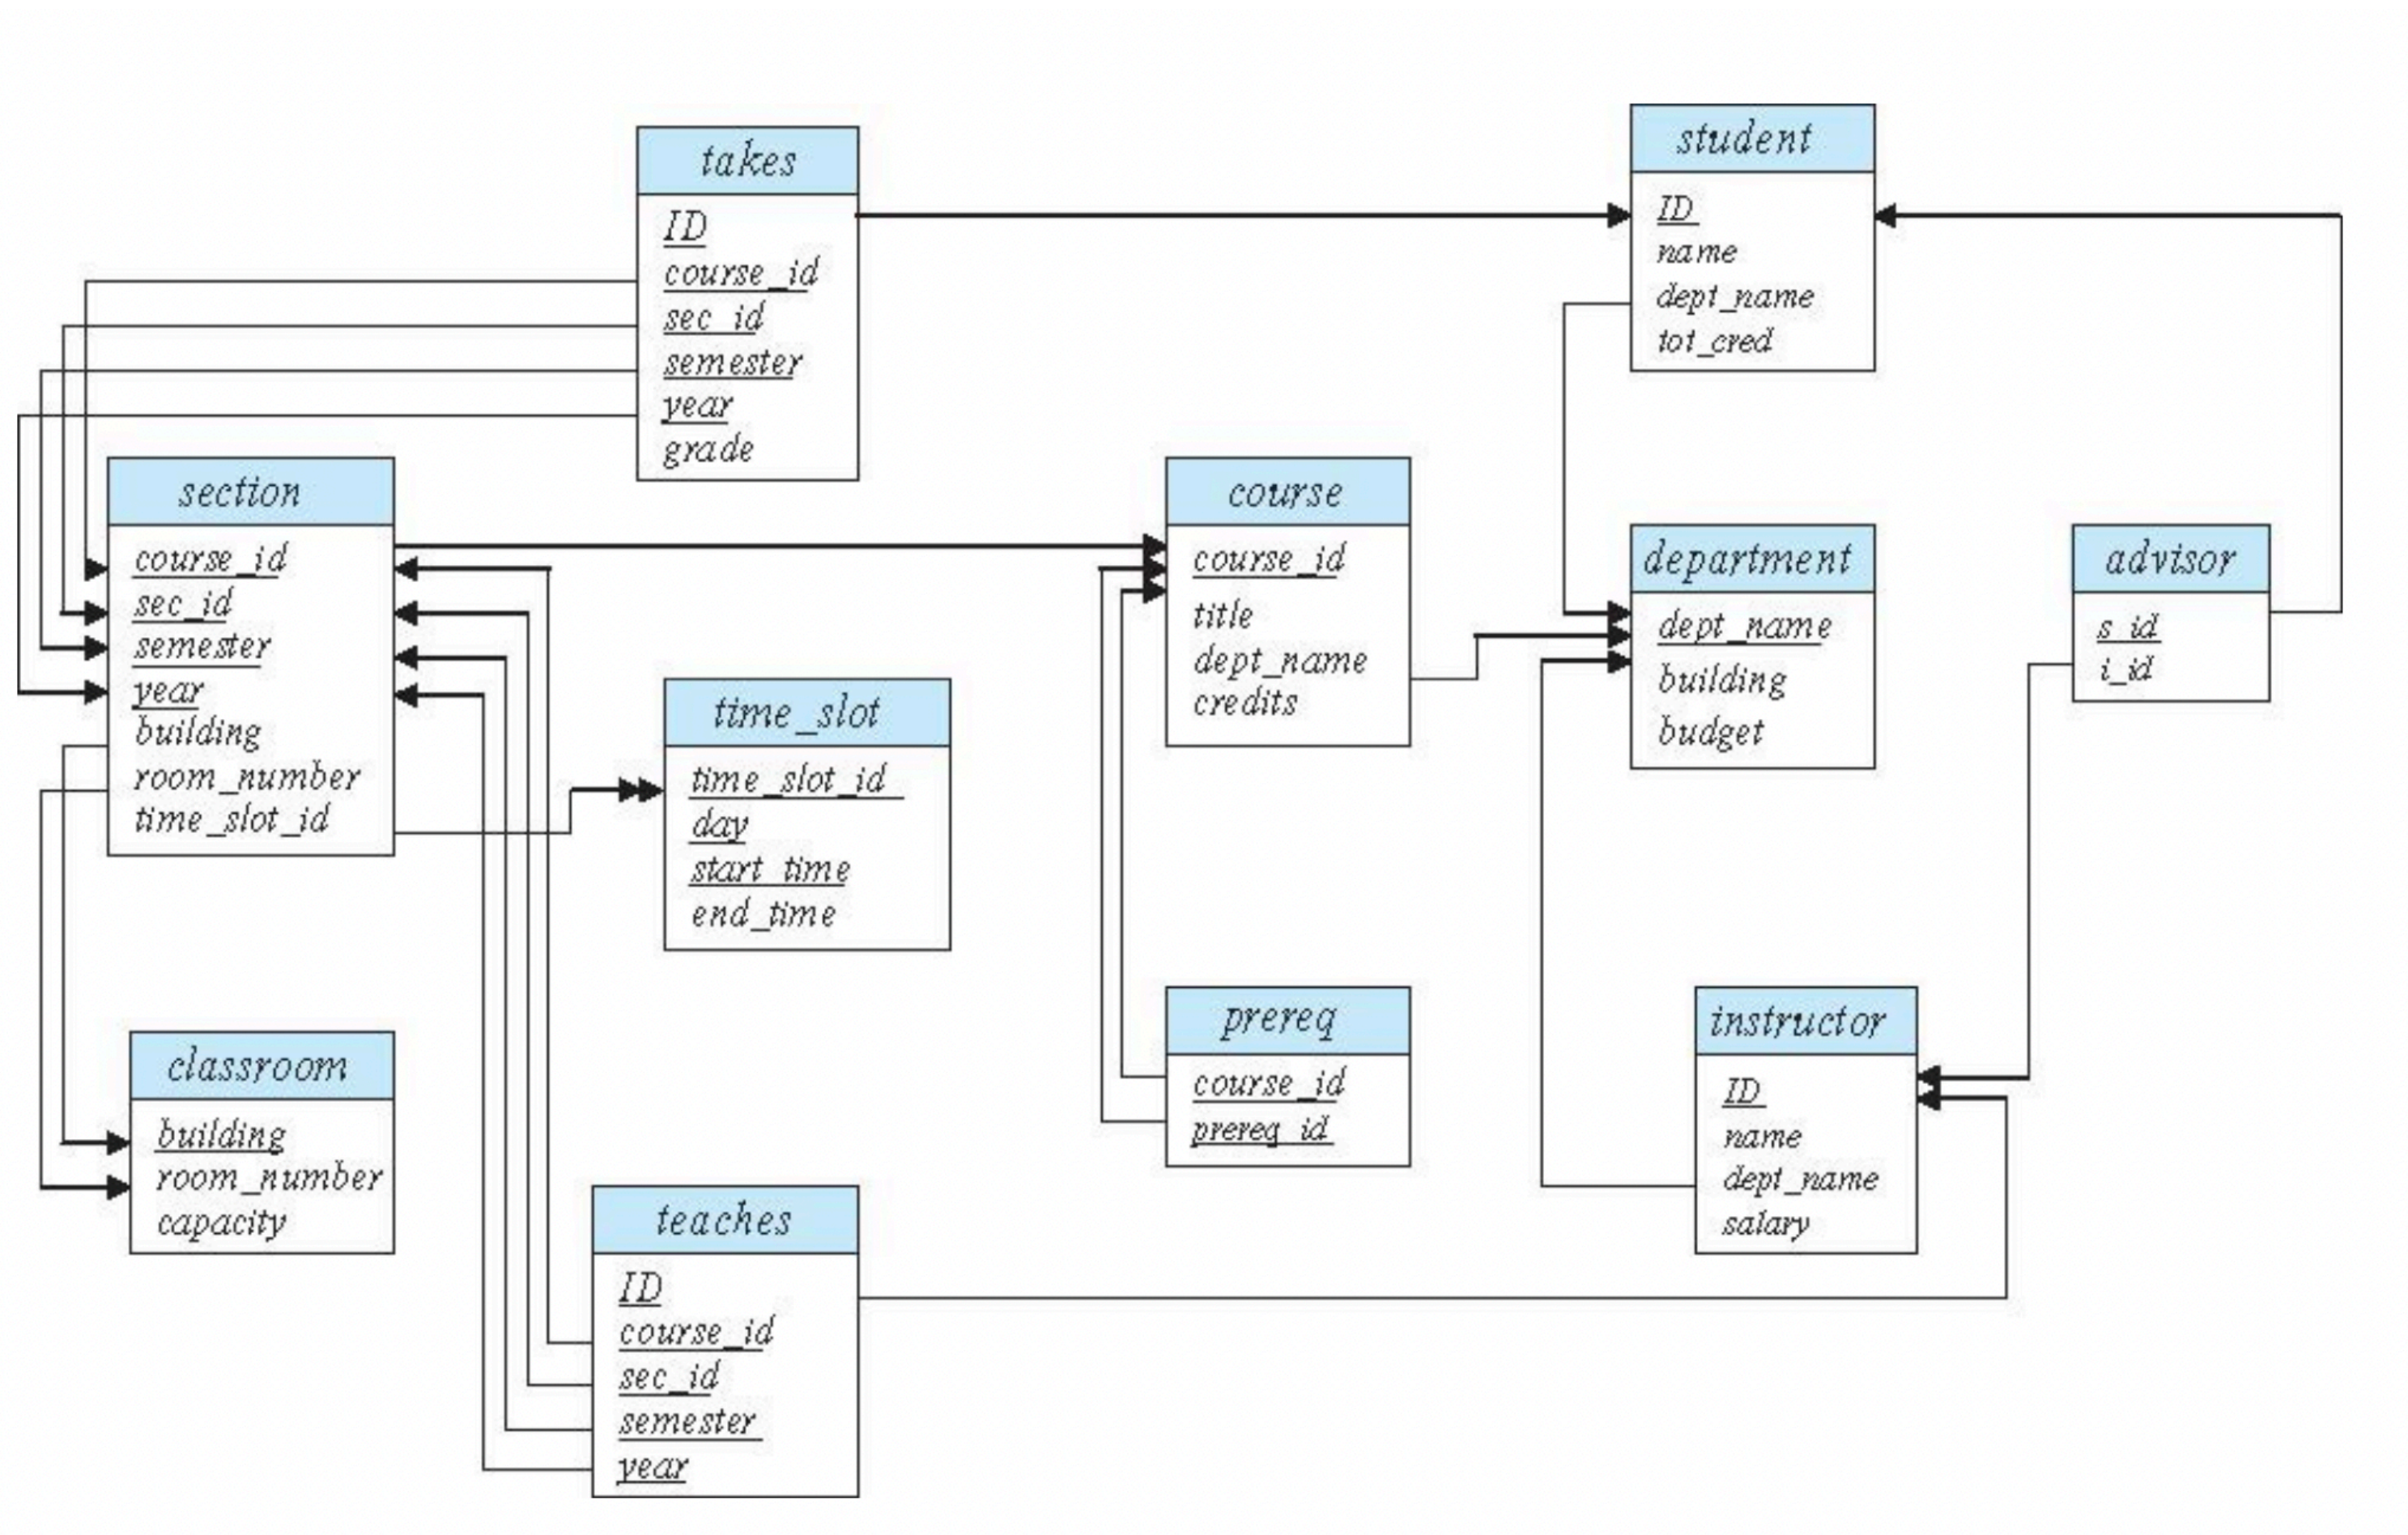 takes
ID
course_id
sec_id
semester
year
grade
student
ID
name
dept_name
tot_cred
section
course_id
sec_id
semester
year
building
room_number
time_slot_id
course
course_id
title
dept_name
credits
department
dept_name
building
budget
advisor
s_id
i_id
time_slot
time_slot_id
day
start_time
end_time
prereq
course_id
prereq_id
instructor
ID
name
dept_name
salary
classroom
building
room_number
capacity
teaches
ID
course_id
sec_id
semester
year